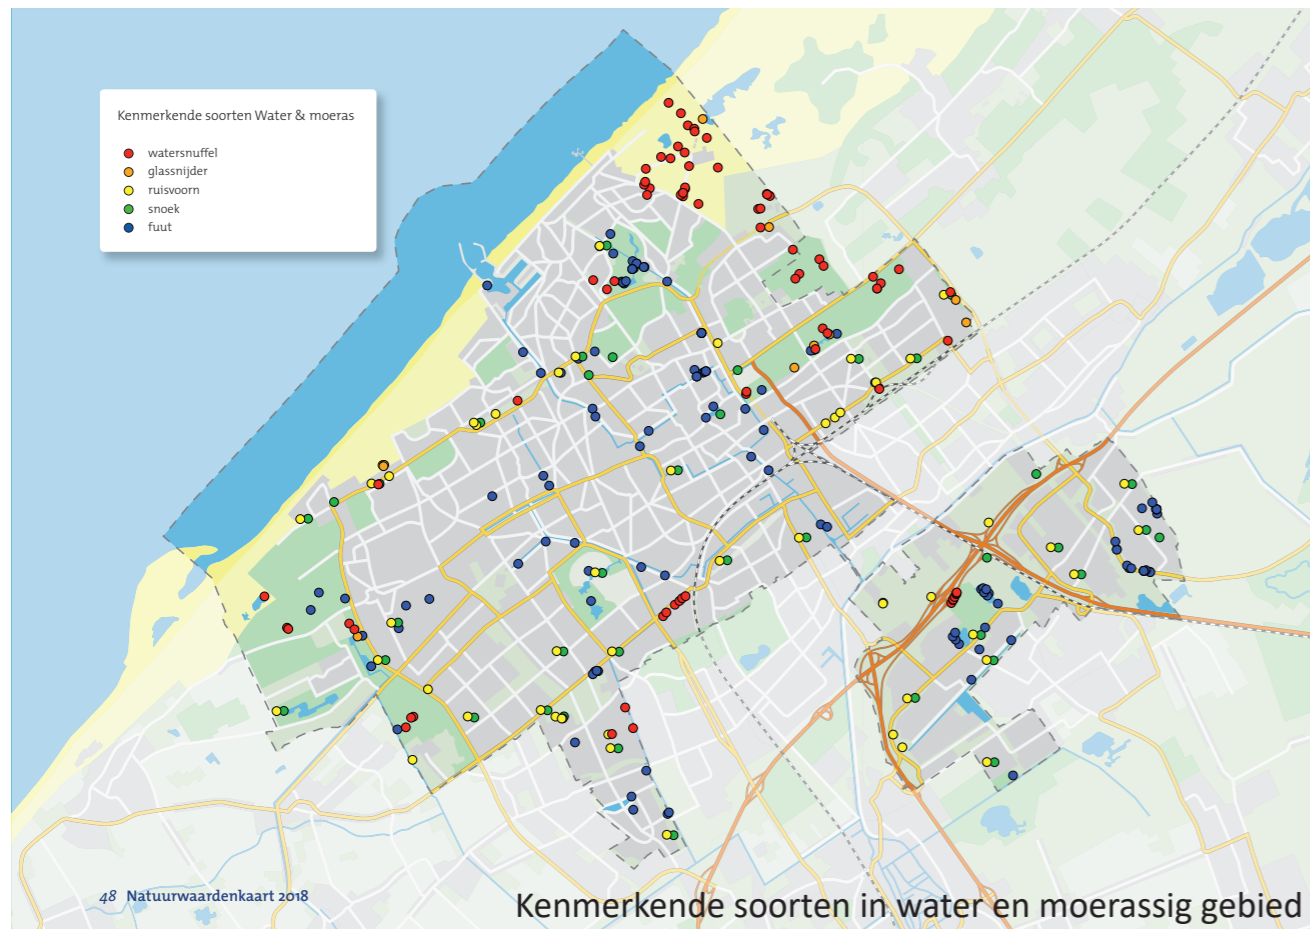 Kenmerkende soorten Water & moeras
watersnuffel
glassnijder
ruisvoorn
snoek
fuut
48 Natuurwaardenkaart 2018
Kenmerkende soorten in water en moerassig gebied